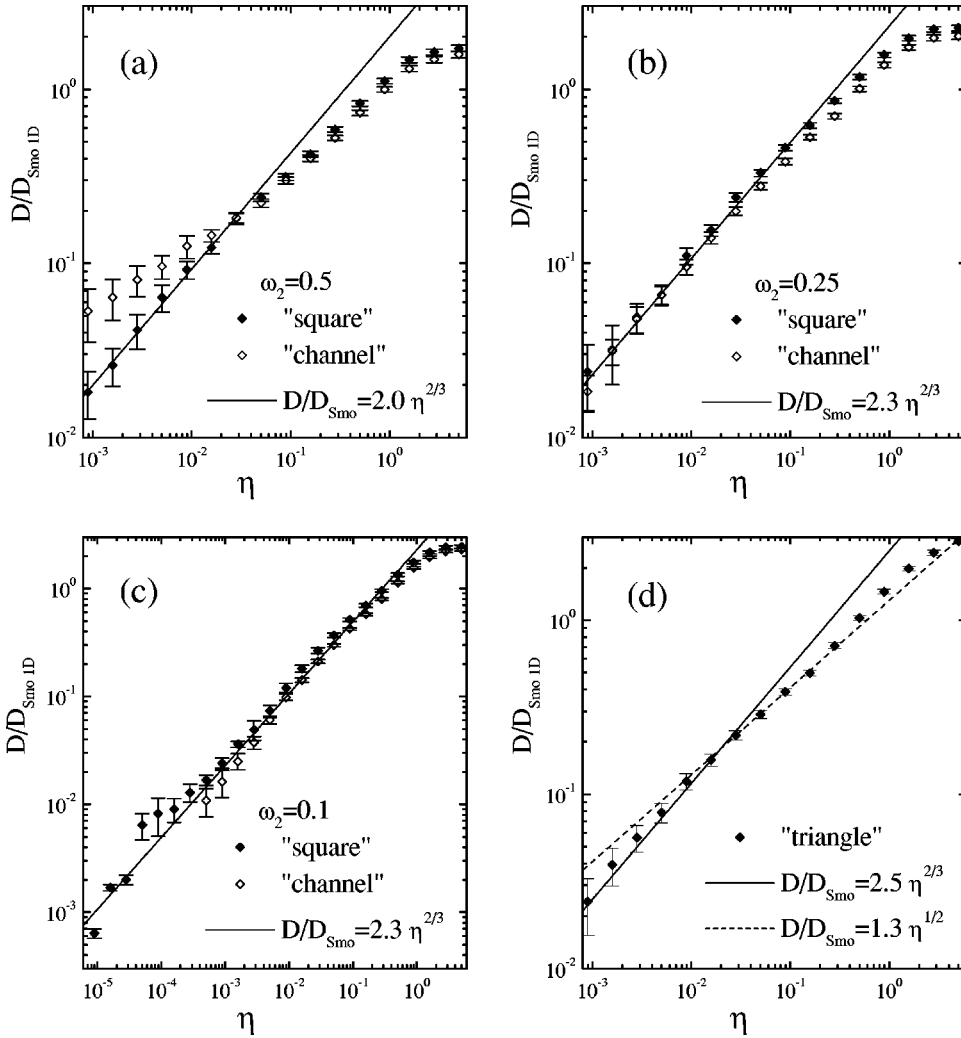 (a)
D/D_Smo 1D
10^0
10^-1
10^-2
ω_2=0.5
"square"
"channel"
D/D_Smo=2.0 η^2/3
10^-3 10^-2 10^-1 10^0
η
(b)
D/D_Smo 1D
10^0
10^-1
10^-2
ω_2=0.25
"square"
"channel"
D/D_Smo=2.3 η^2/3
10^-3 10^-2 10^-1 10^0
η
(c)
D/D_Smo 1D
10^0
10^-1
10^-2
10^-3
ω_2=0.1
"square"
"channel"
D/D_Smo=2.3 η^2/3
10^-5 10^-4 10^-3 10^-2 10^-1 10^0
η
(d)
D/D_Smo 1D
10^0
10^-1
10^-2
"triangle"
D/D_Smo=2.5 η^2/3
D/D_Smo=1.3 η^1/2
10^-3 10^-2 10^-1 10^0
η